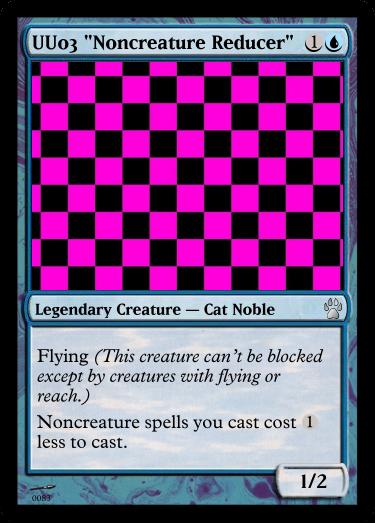 UU03 "Noncreature Reducer" 1
Legendary Creature — Cat Noble
Flying (This creature can't be blocked
except by creatures with flying or
reach.)
Noncreature spells you cast cost 1
less to cast.
1/2
0083